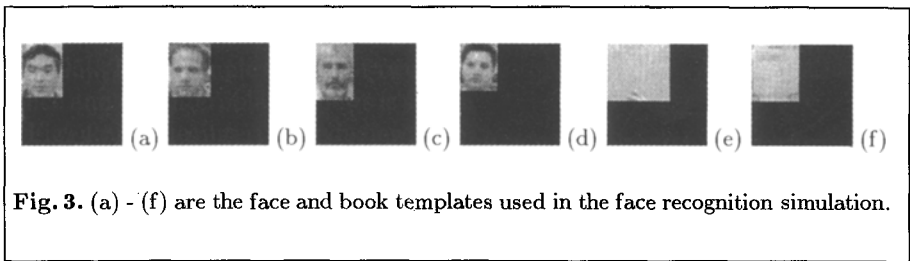 (a) (b) (c) (d) (e) (f)
Fig. 3. (a) - (f) are the face and book templates used in the face recognition simulation.